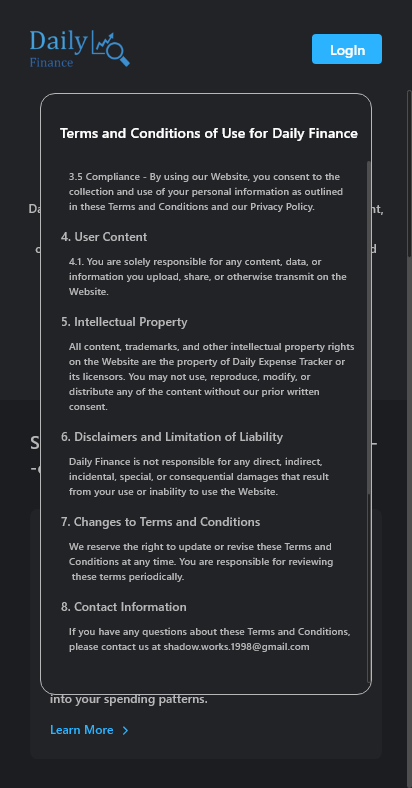 Daily
Finance
LogIn
Terms and Conditions of Use for Daily Finance
3.5 Compliance - By using our Website, you consent to the
collection and use of your personal information as outlined
in these Terms and Conditions and our Privacy Policy.
4. User Content
4.1. You are solely responsible for any content, data, or
information you upload, share, or otherwise transmit on the
Website.
5. Intellectual Property
All content, trademarks, and other intellectual property rights
on the Website are the property of Daily Expense Tracker or
its licensors. You may not use, reproduce, modify, or
distribute any of the content without our prior written
consent.
6. Disclaimers and Limitation of Liability
Daily Finance is not responsible for any direct, indirect,
incidental, special, or consequential damages that result
from your use or inability to use the Website.
7. Changes to Terms and Conditions
We reserve the right to update or revise these Terms and
Conditions at any time. You are responsible for reviewing
these terms periodically.
8. Contact Information
If you have any questions about these Terms and Conditions,
please contact us at shadow.works.1998@gmail.com
into your spending patterns.
Learn More